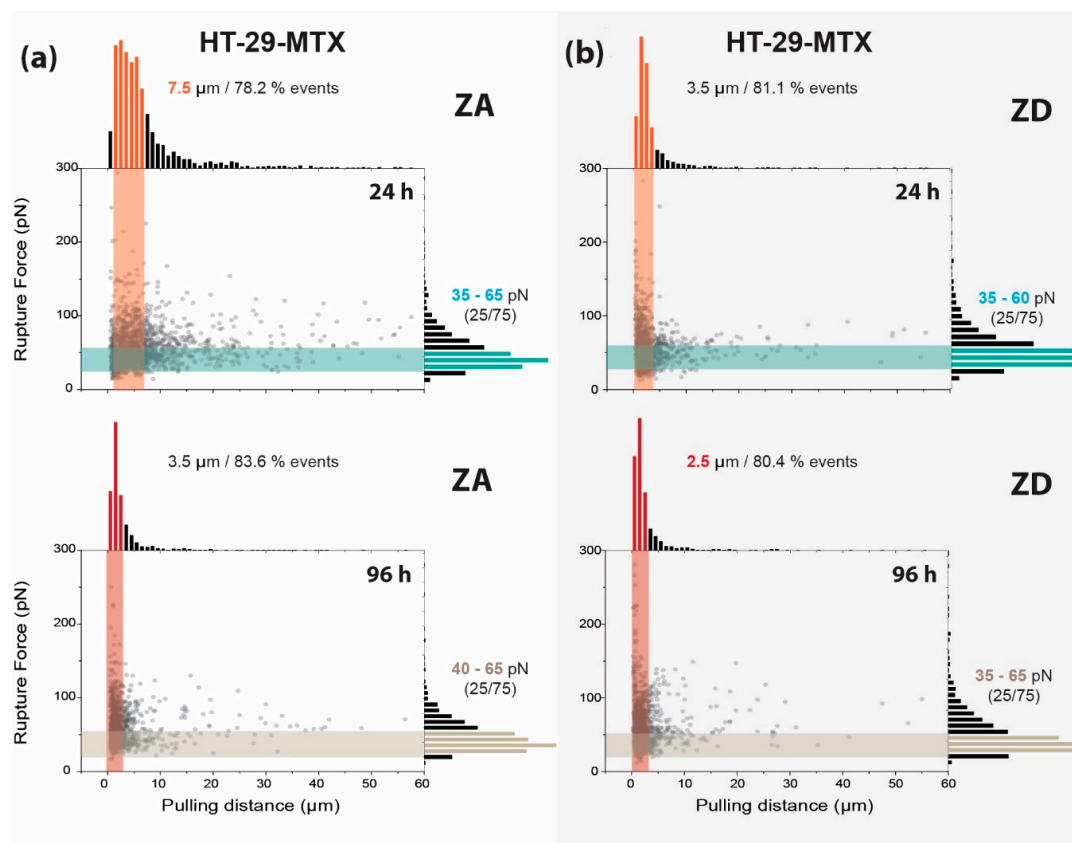 (a)
HT-29-MTX
7.5 µm / 78.2 % events
ZA
24 h
Rupture Force (pN)
300
200
100
0
35 - 65 pN
(25/75)
3.5 µm / 83.6 % events
ZA
96 h
Rupture Force (pN)
300
200
100
0
40 - 65 pN
(25/75)
0 10 20 30 40 50 60
Pulling distance (µm)
(b)
HT-29-MTX
3.5 µm / 81.1 % events
ZD
24 h
300
200
100
0
35 - 60 pN
(25/75)
2.5 µm / 80.4 % events
ZD
96 h
300
200
100
0
35 - 65 pN
(25/75)
0 10 20 30 40 50 60
Pulling distance (µm)